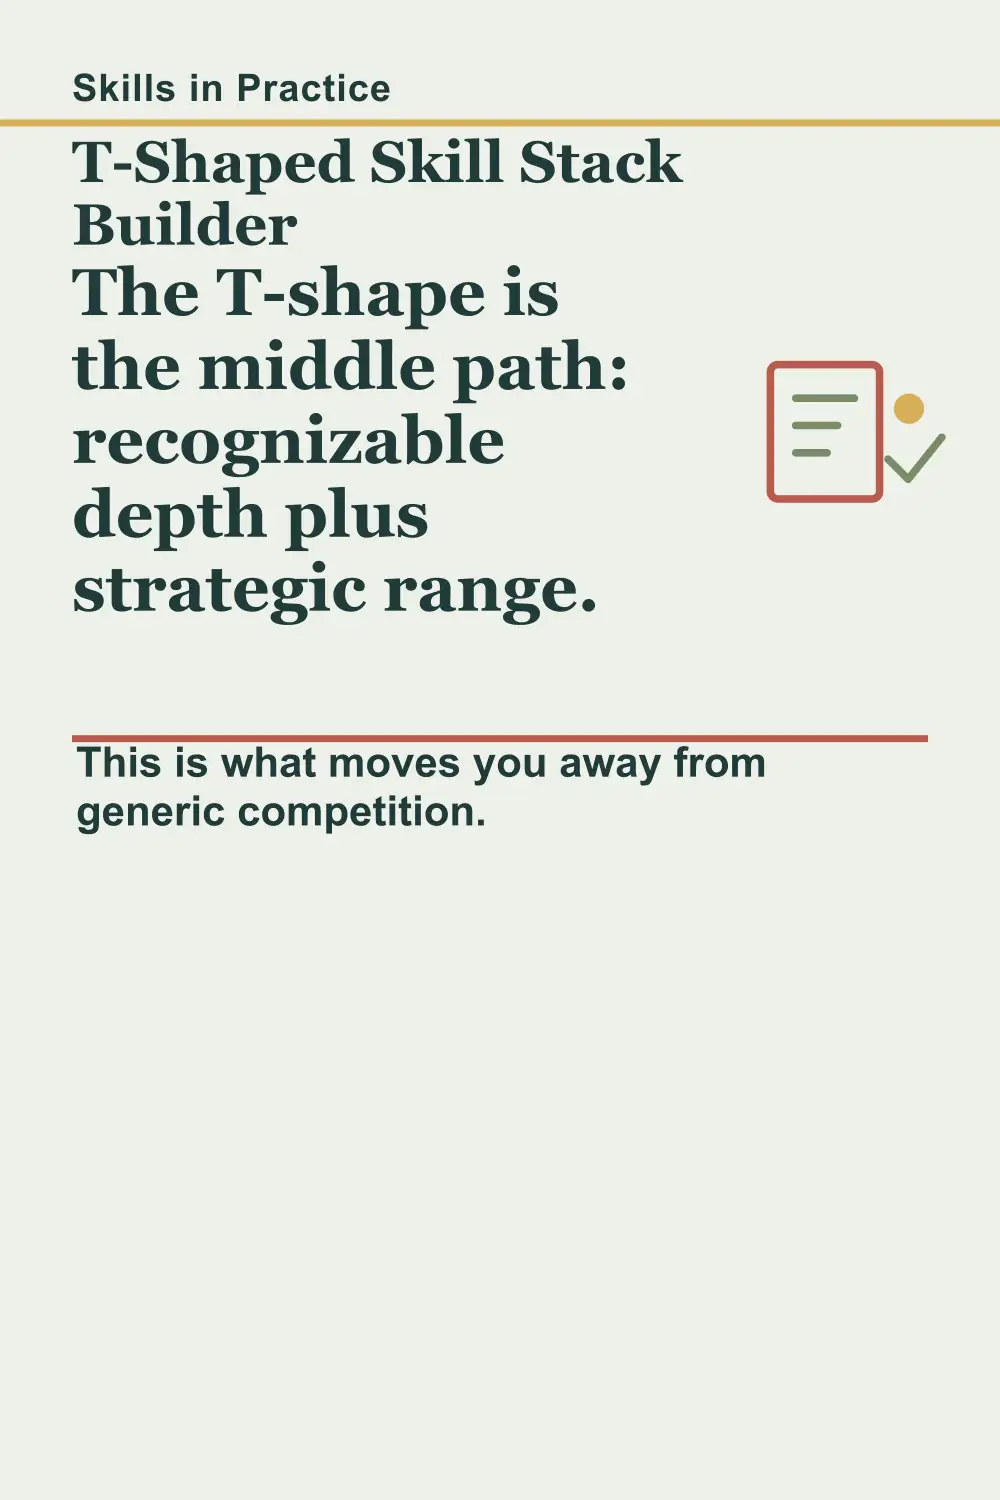 Skills in Practice
T-Shaped Skill Stack
Builder
The T-shape is
the middle path:
recognizable
depth plus
strategic range.
This is what moves you away from
generic competition.